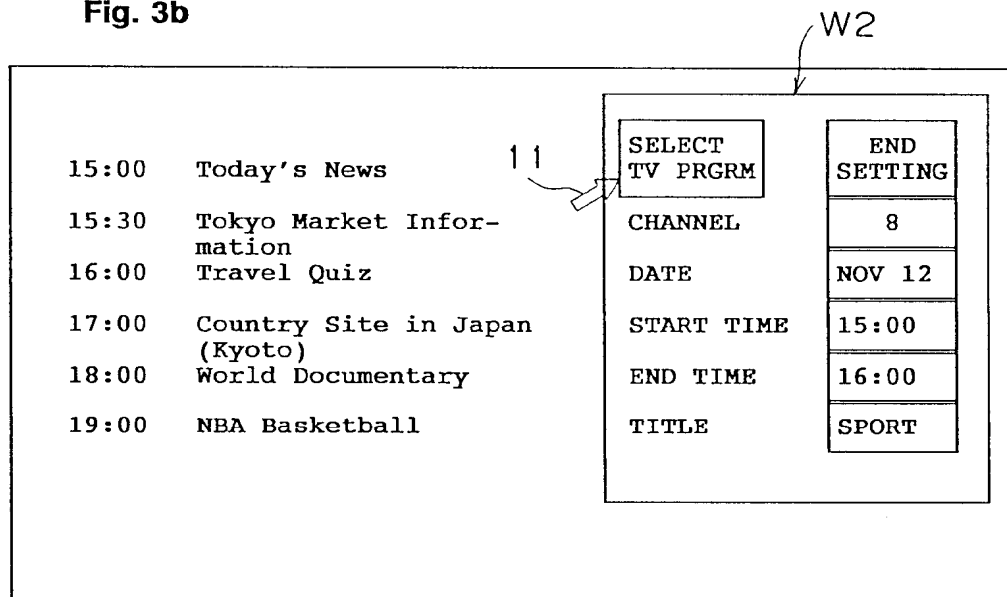 Fig. 3b
W2
11
15:00 Today's News
15:30 Tokyo Market Infor-
mation
16:00 Travel Quiz
17:00 Country Site in Japan
(Kyoto)
18:00 World Documentary
19:00 NBA Basketball
SELECT
TV PRGRM
END
SETTING
CHANNEL 8
DATE NOV 12
START TIME 15:00
END TIME 16:00
TITLE SPORT